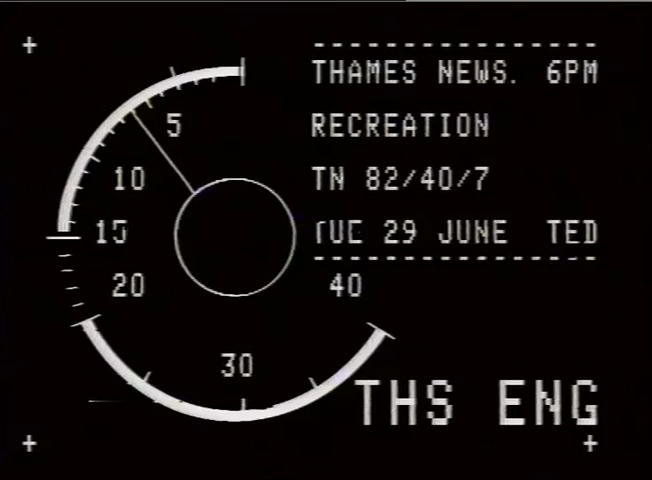 THAMES NEWS. 6PM
RECREATION
TN 82/40/7
TUE 29 JUNE TED
5
10
15
20
30
40
THS ENG